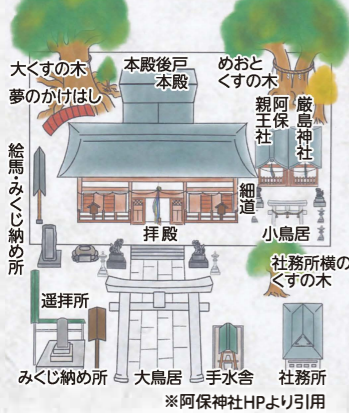 大くすの木
夢のかけはし
本殿後戸
本殿
めおと
くすの木
阿保
親王社
厳島神社
絵馬・みくじ納め所
細道
拝殿
小鳥居
社務所横の
くすの木
遥拝所
みくじ納め所
大鳥居
手水舎
社務所
※阿保神社HPより引用